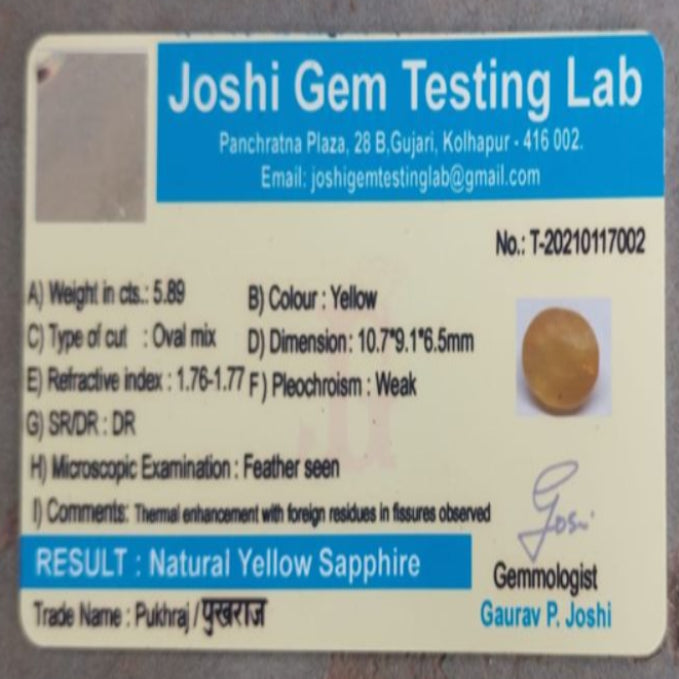 Joshi Gem Testing Lab
Panchratna Plaza, 28 B,Gujari, Kolhapur - 416 002.
Email: joshigemtestinglab@gmail.com
No.: T-20210117002
A) Weight in cts.: 5.89 B) Colour : Yellow
C) Type of cut : Oval mix D) Dimension: 10.7*9.1*6.5mm
E) Refractive index : 1.76-1.77 F) Pleochroism : Weak
G) SR/DR : DR
H) Microscopic Examination : Feather seen
I) Comments: Thermal enhancement with foreign residues in fissures observed
RESULT : Natural Yellow Sapphire
Trade Name : Pukhraj / पुखराज
Gemmologist
Gaurav P. Joshi